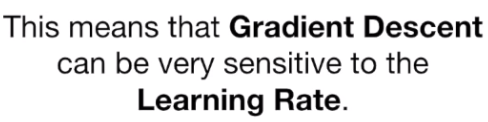 This means that Gradient Descent
can be very sensitive to the
Learning Rate.